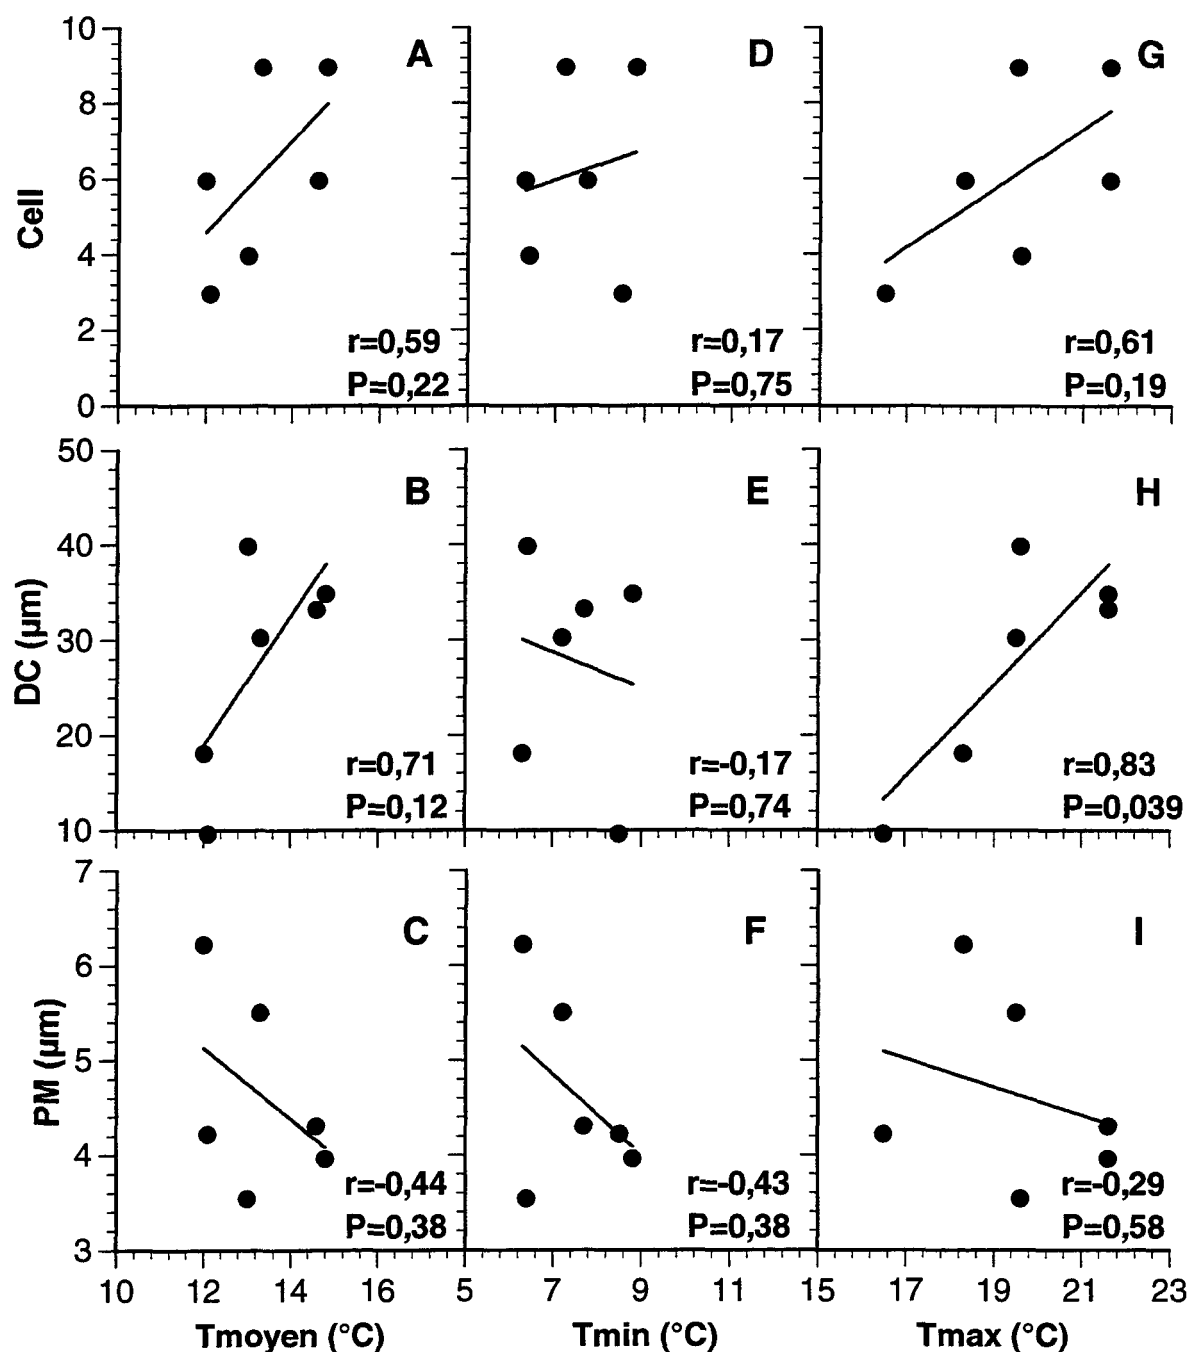 10
8
6
4
2
0
Cell
A
r=0,59
P=0,22
D
r=0,17
P=0,75
G
r=0,61
P=0,19
50
40
30
20
10
DC (µm)
B
r=0,71
P=0,12
E
r=-0,17
P=0,74
H
r=0,83
P=0,039
7
6
5
4
3
PM (µm)
C
r=-0,44
P=0,38
F
r=-0,43
P=0,38
I
r=-0,29
P=0,58
10 12 14 16 5 7 9 11 13 15 17 19 21 23
Tmoyen (°C) Tmin (°C) Tmax (°C)